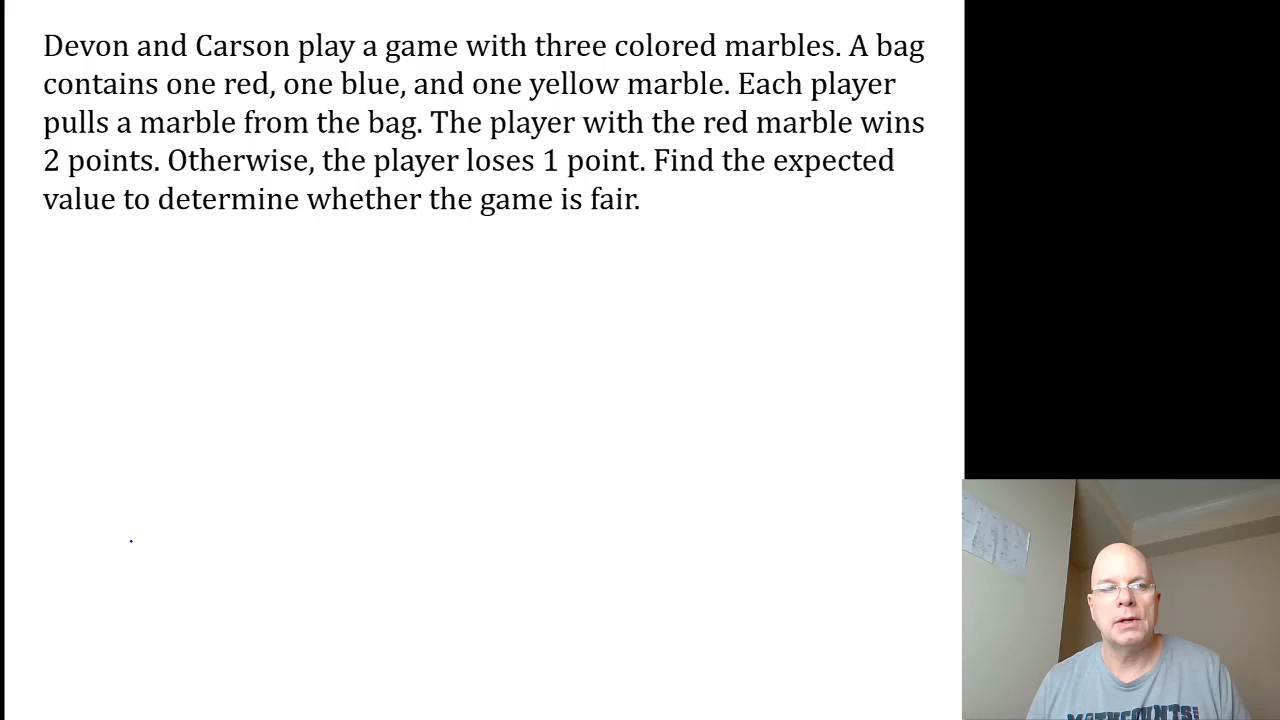 Devon and Carson play a game with three colored marbles. A bag
contains one red, one blue, and one yellow marble. Each player
pulls a marble from the bag. The player with the red marble wins
2 points. Otherwise, the player loses 1 point. Find the expected
value to determine whether the game is fair.
MATHCOUNTS